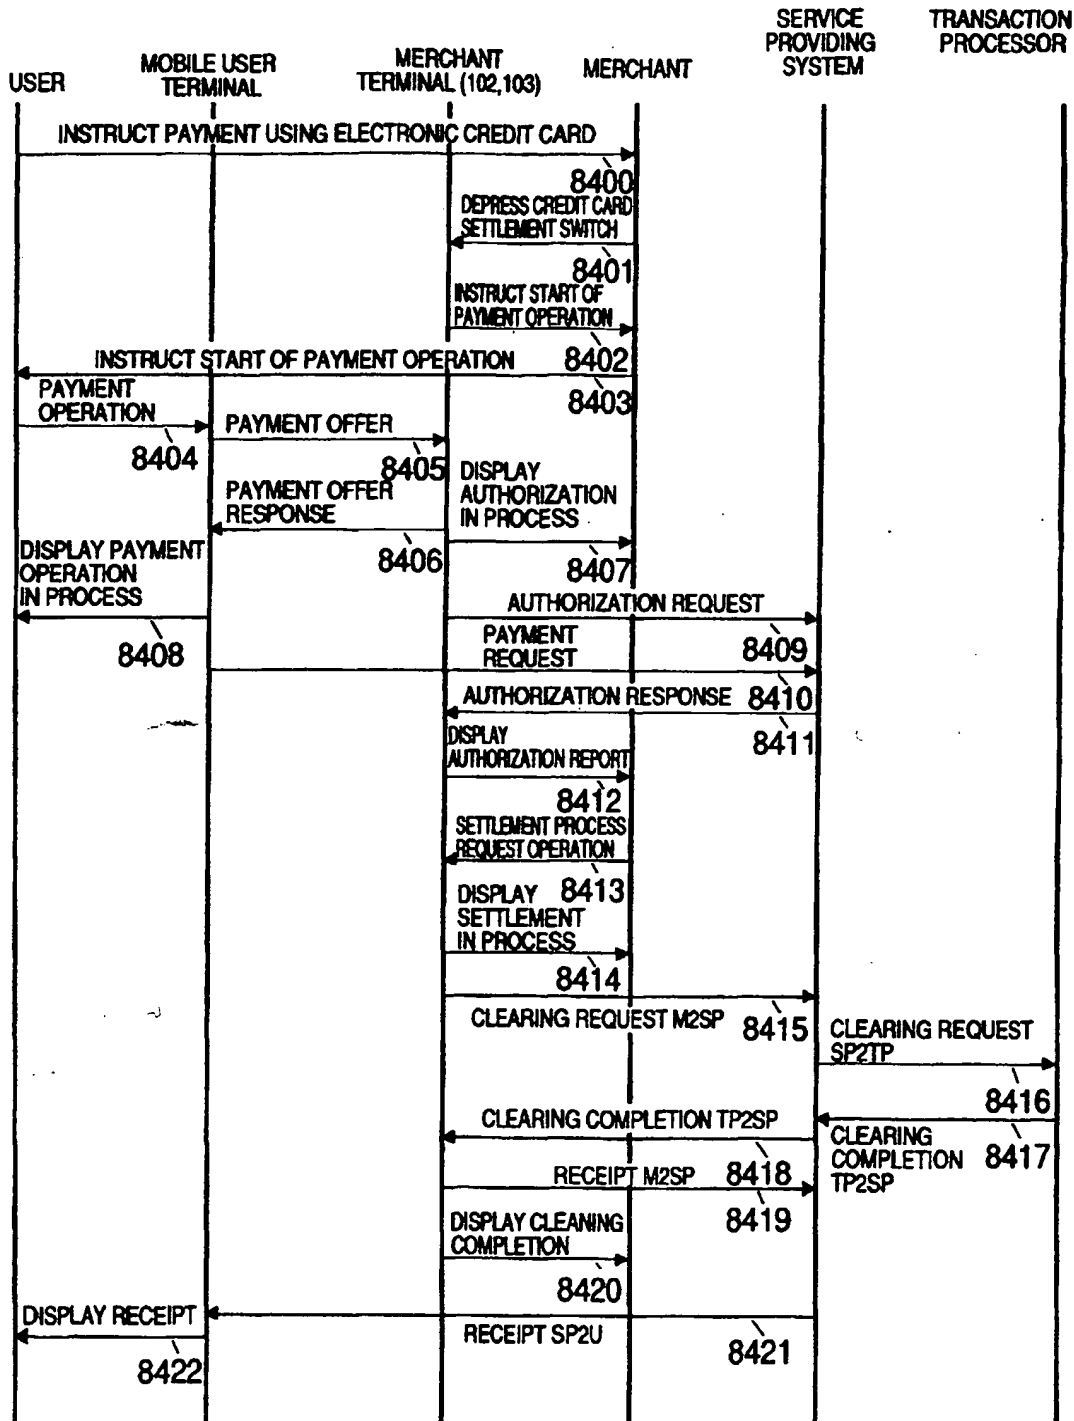 USER
MOBILE USER
TERMINAL
MERCHANT
TERMINAL (102,103)
MERCHANT
SERVICE
PROVIDING
SYSTEM
TRANSACTION
PROCESSOR
INSTRUCT PAYMENT USING ELECTRONIC CREDIT CARD
8400
DEPRESS CREDIT CARD
SETTLEMENT SWITCH
8401
INSTRUCT START OF
PAYMENT OPERATION
8402
INSTRUCT START OF PAYMENT OPERATION
8403
PAYMENT
OPERATION
8404
PAYMENT OFFER
8405
PAYMENT OFFER
RESPONSE
8406
DISPLAY
AUTHORIZATION
IN PROCESS
8407
DISPLAY PAYMENT
OPERATION
IN PROCESS
8408
AUTHORIZATION REQUEST
8409
PAYMENT
REQUEST
8410
AUTHORIZATION RESPONSE
8411
DISPLAY
AUTHORIZATION REPORT
8412
SETTLEMENT PROCESS
REQUEST OPERATION
8413
DISPLAY
SETTLEMENT
IN PROCESS
8414
CLEARING REQUEST M2SP
8415
CLEARING REQUEST
SP2TP
8416
CLEARING
COMPLETION
TP2SP
8417
CLEARING COMPLETION TP2SP
8418
RECEIPT M2SP
8419
DISPLAY CLEANING
COMPLETION
8420
RECEIPT SP2U
8421
DISPLAY RECEIPT
8422